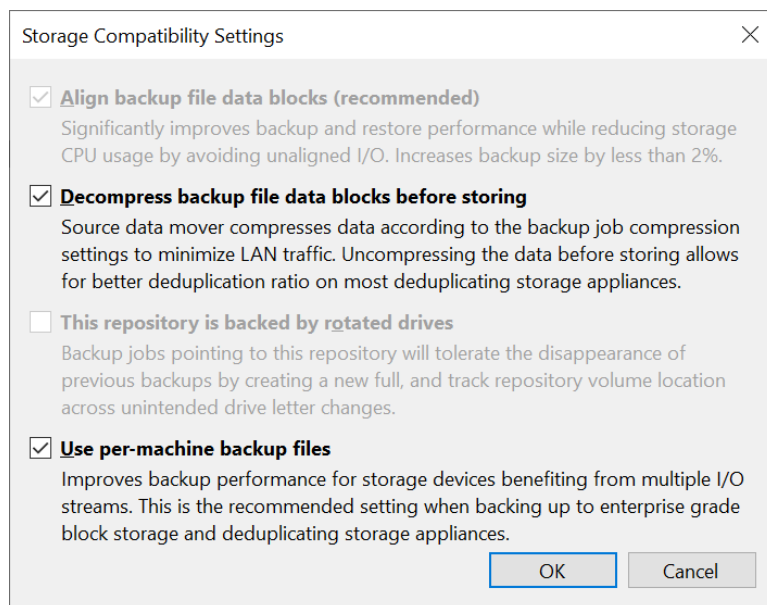 Storage Compatibility Settings
Align backup file data blocks (recommended)
Significantly improves backup and restore performance while reducing storage
CPU usage by avoiding unaligned I/O. Increases backup size by less than 2%.
Decompress backup file data blocks before storing
Source data mover compresses data according to the backup job compression
settings to minimize LAN traffic. Uncompressing the data before storing allows
for better deduplication ratio on most deduplicating storage appliances.
This repository is backed by rotated drives
Backup jobs pointing to this repository will tolerate the disappearance of
previous backups by creating a new full, and track repository volume location
across unintended drive letter changes.
Use per-machine backup files
Improves backup performance for storage devices benefiting from multiple I/O
streams. This is the recommended setting when backing up to enterprise grade
block storage and deduplicating storage appliances.
OK Cancel